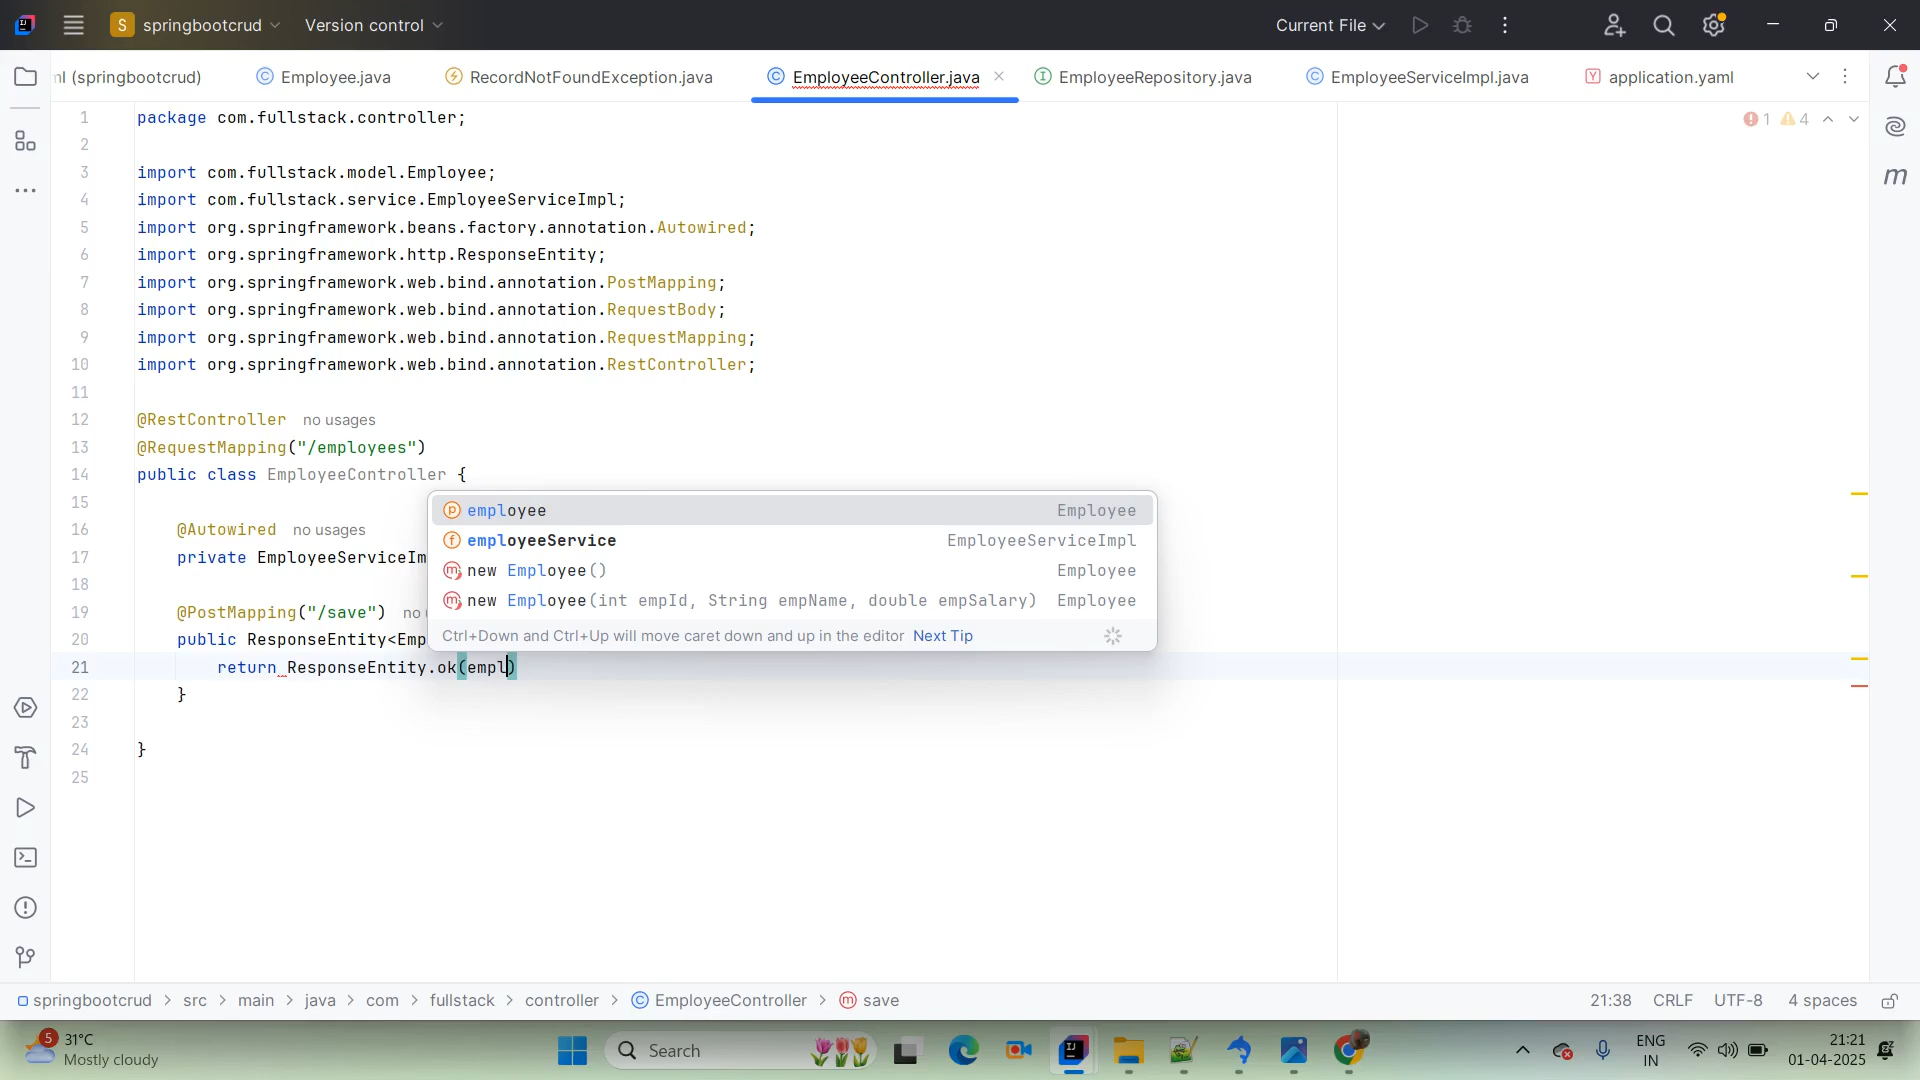 S springbootcrud Version control Current File
ml (springbootcrud) Employee.java RecordNotFoundException.java EmployeeController.java EmployeeRepository.java EmployeeServiceImpl.java application.yaml
1 package com.fullstack.controller; 1 4
2
3 import com.fullstack.model.Employee;
4 import com.fullstack.service.EmployeeServiceImpl;
5 import org.springframework.beans.factory.annotation.Autowired;
6 import org.springframework.http.ResponseEntity;
7 import org.springframework.web.bind.annotation.PostMapping;
8 import org.springframework.web.bind.annotation.RequestBody;
9 import org.springframework.web.bind.annotation.RequestMapping;
10 import org.springframework.web.bind.annotation.RestController;
11
12 @RestController no usages
13 @RequestMapping("/employees")
14 public class EmployeeController {
15
employee Employee
16 @Autowired no usages
employeeService EmployeeServiceImpl
17 private EmployeeServiceIm
new Employee() Employee
18
new Employee(int empId, String empName, double empSalary) Employee
19 @PostMapping("/save") no
Ctrl+Down and Ctrl+Up will move caret down and up in the editor Next Tip
20 public ResponseEntity<Emp
21 return ResponseEntity.ok(empl)
22 }
23
24 }
25
springbootcrud > src > main > java > com > fullstack > controller > EmployeeController > save 21:38 CRLF UTF-8 4 spaces
5 31°C
Mostly cloudy
Search
ENG
IN
21:21
01-04-2025